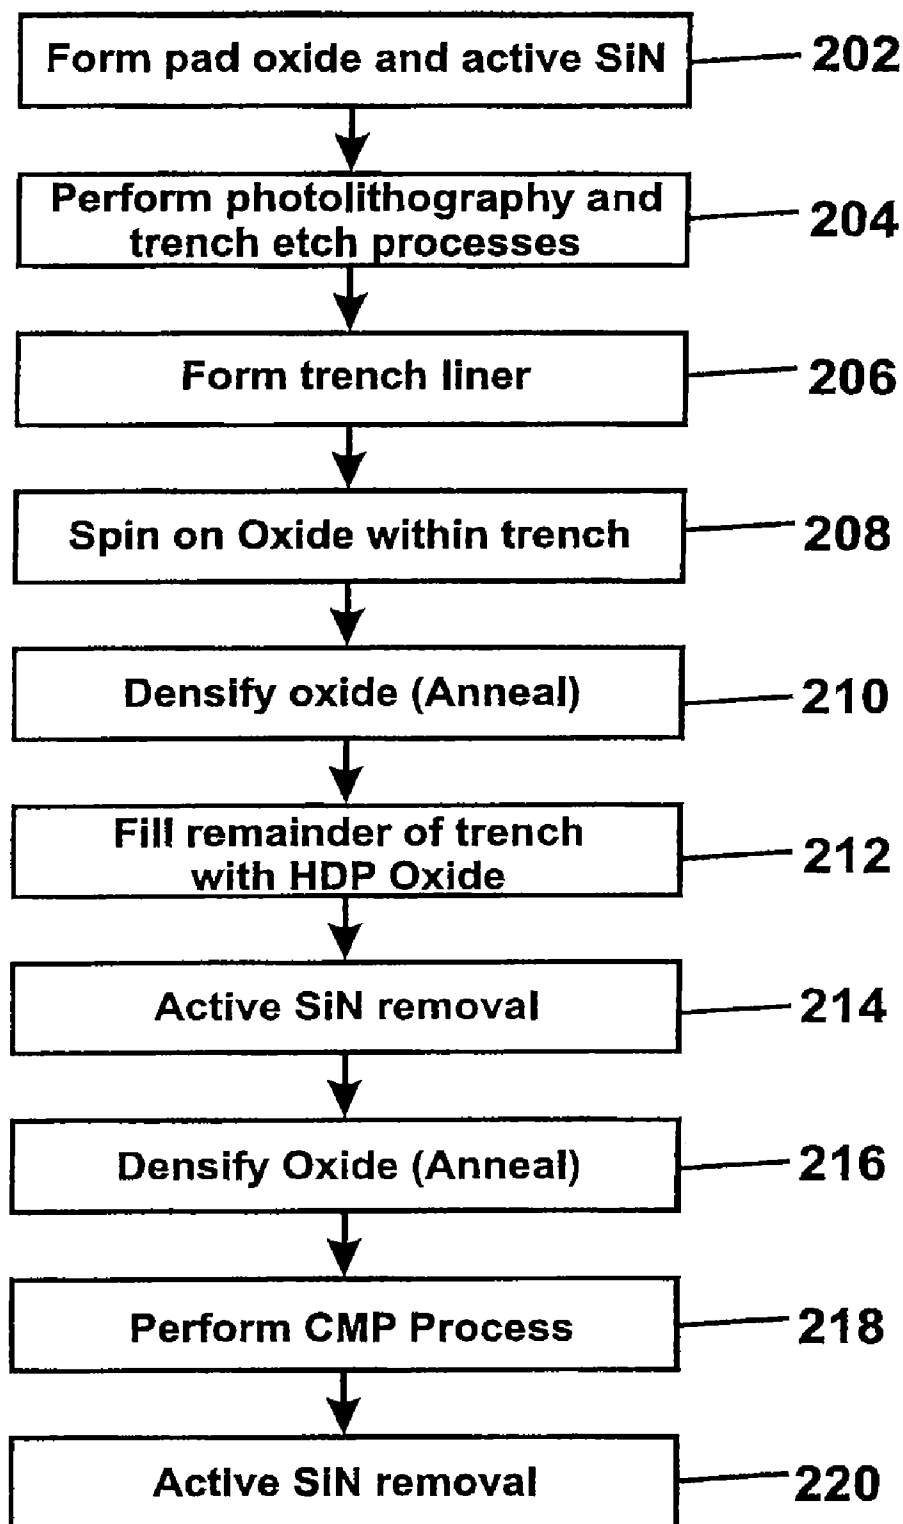 Form pad oxide and active SiN
202
Perform photolithography and
trench etch processes
204
Form trench liner
206
Spin on Oxide within trench
208
Densify oxide (Anneal)
210
Fill remainder of trench
with HDP Oxide
212
Active SiN removal
214
Densify Oxide (Anneal)
216
Perform CMP Process
218
Active SiN removal
220